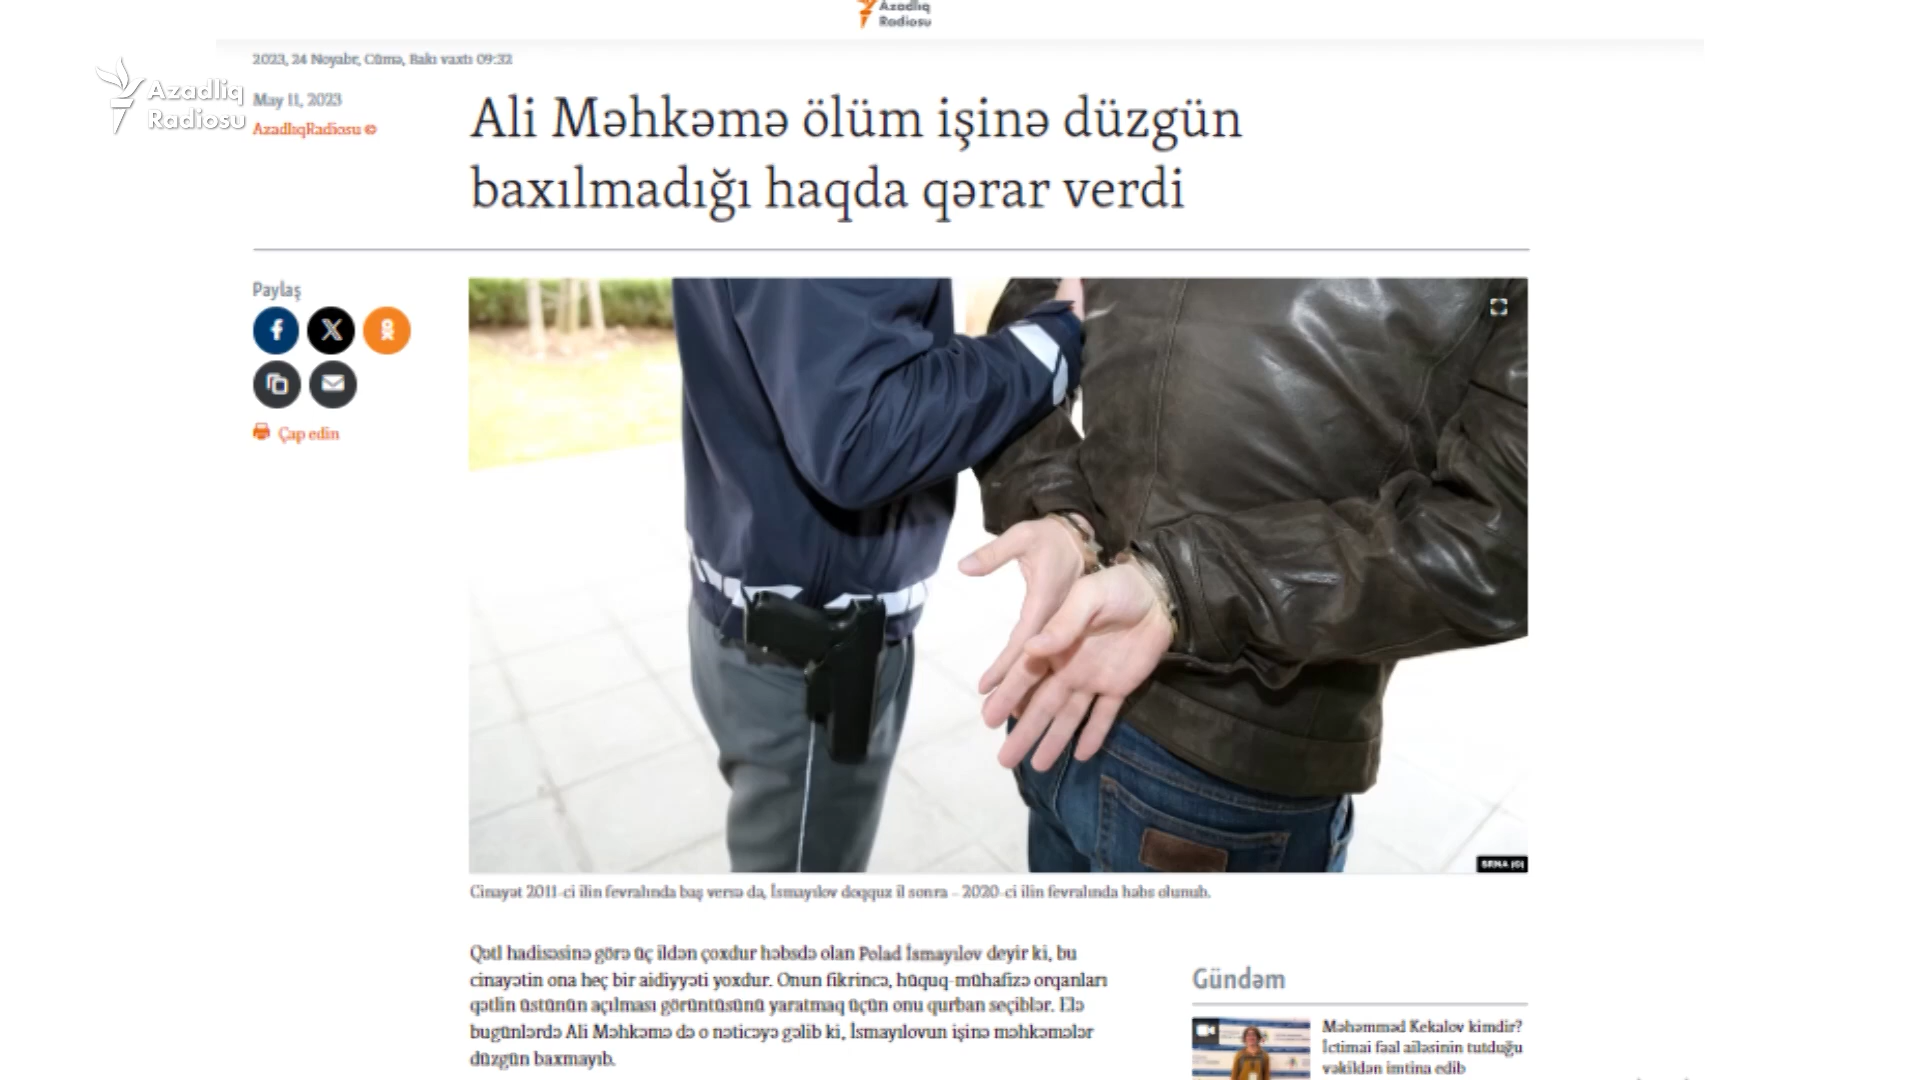 Azadlıq
Radiosu
2023, 24 Noyabr, Cümə, Bakı vaxtı 09:32
Azadlıq
Radiosu
May 11, 2023
AzadlıqRadiosu ©
Ali Məhkəmə ölüm işinə düzgün
baxılmadığı haqda qərar verdi
Paylaş
Çap edin
Cinayət 2011-ci ilin fevralında baş versə də, İsmayılov doqquz il sonra – 2020-ci ilin fevralında həbs olunub.
Qətl hadisəsinə görə üç ildən çoxdur həbsdə olan Polad İsmayılov deyir ki, bu
cinayətin ona heç bir aidiyyəti yoxdur. Onun fikrincə, hüquq-mühafizə orqanları
qətlin üstünün açılması görüntüsünü yaratmaq üçün onu qurban seçiblər. Elə
bugünlərdə Ali Məhkəmə də o nəticəyə gəlib ki, İsmayılovun işinə məhkəmələr
düzgün baxmayıb.
Gündəm
Məhəmməd Kekalov kimdir?
İctimai fəal ailəsinin tutduğu
vəkildən imtina edib